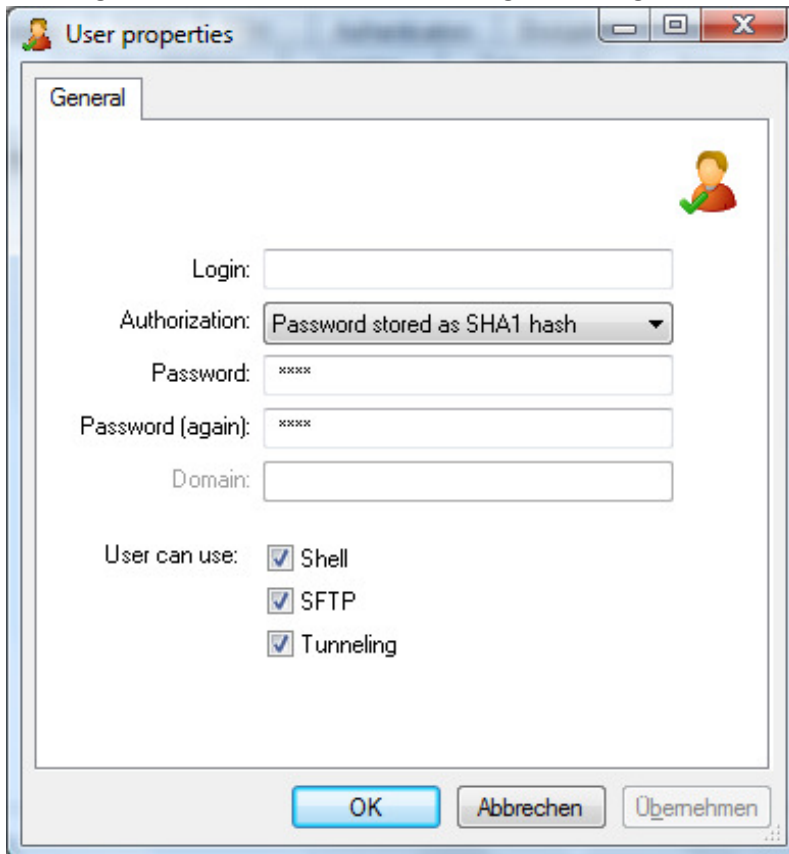 User properties
General
Login:
Authorization: Password stored as SHA1 hash
Password: ****
Password (again): ****
Domain:
User can use: Shell
SFTP
Tunneling
OK Abbrechen Übernehmen